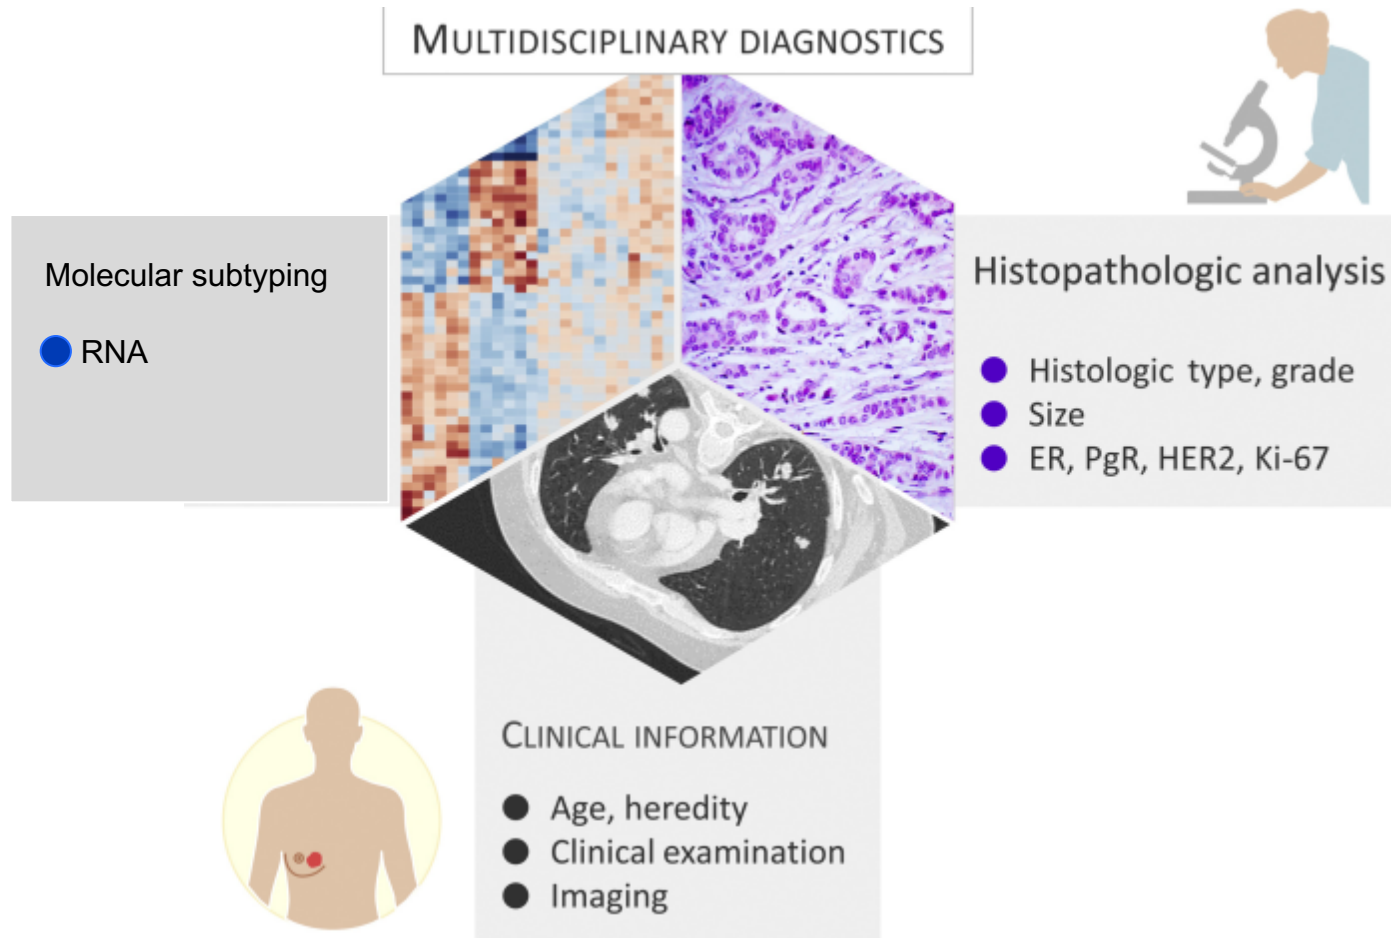 MULTIDISCIPLINARY DIAGNOSTICS
Molecular subtyping
RNA
Histopathologic analysis
Histologic type, grade
Size
ER, PgR, HER2, Ki-67
CLINICAL INFORMATION
Age, heredity
Clinical examination
Imaging